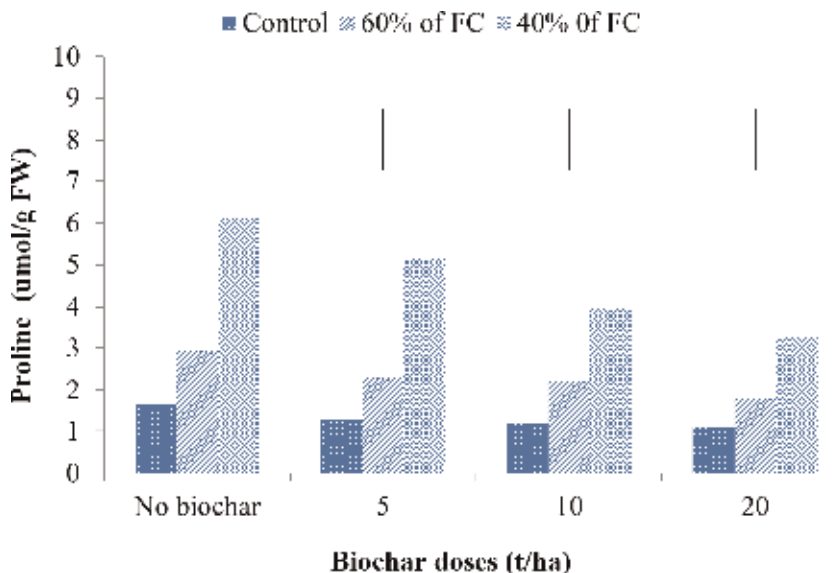 Control 60% of FC 40% 0f FC
10
9
8
7
6
5
4
3
2
1
0
Proline (umol/g FW)
No biochar 5 10 20
Biochar doses (t/ha)